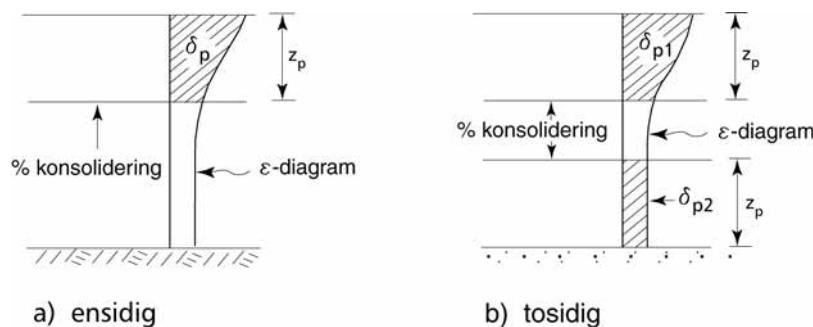 δp
zp
% konsolidering
ε-diagram
a) ensidig
δp1
zp
% konsolidering
ε-diagram
δp2
zp
b) tosidig